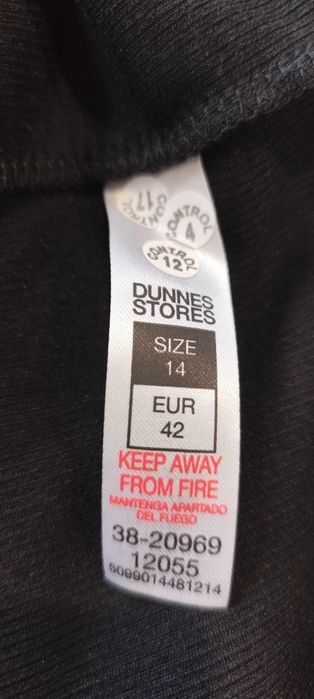 CONTROL
17
CONTROL
4
CONTROL
12
DUNNES
STORES
SIZE
14
EUR
42
KEEP AWAY
FROM FIRE
MANTENGA APARTADO
DEL FUEGO
38-20969
12055
5099014481214